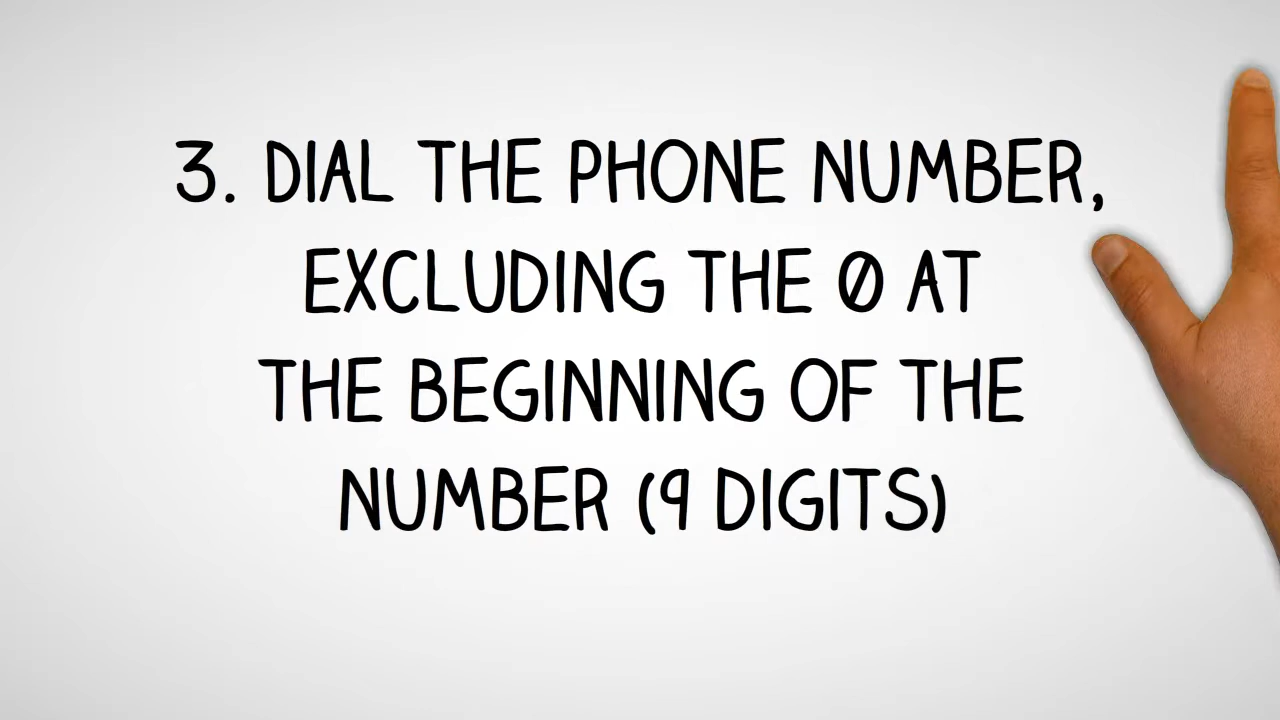 3. DIAL THE PHONE NUMBER,
EXCLUDING THE 0 AT
THE BEGINNING OF THE
NUMBER (9 DIGITS)